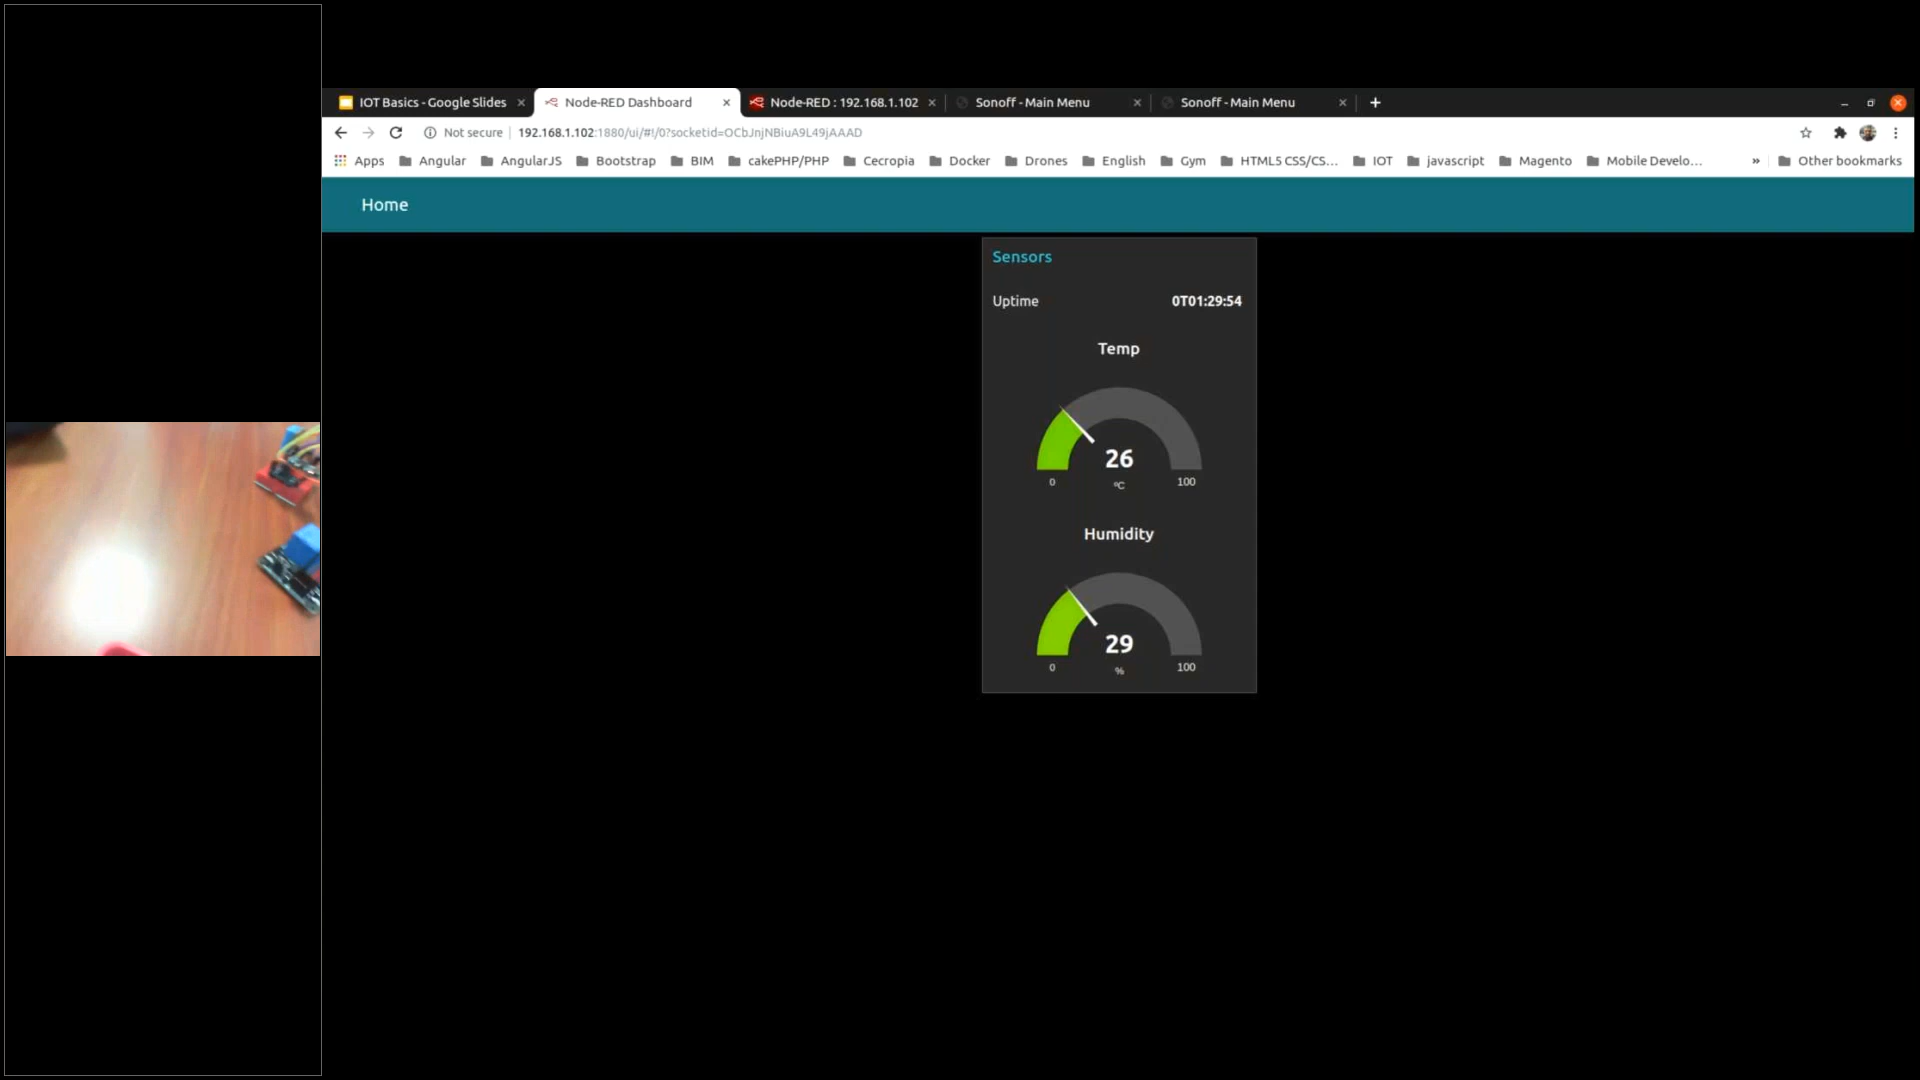 IOT Basics - Google Slides
Node-RED Dashboard
Node-RED : 192.168.1.102
Sonoff - Main Menu
Sonoff - Main Menu
Not secure
192.168.1.102:1880/ui/#!/0?socketid=OCbJnjNBiuA9L49jAAAD
Apps Angular AngularJS Bootstrap BIM cakePHP/PHP Cecropia Docker Drones English Gym HTML5 CSS/CS... IOT javascript Magento Mobile Develo... » Other bookmarks
Home
Sensors
Uptime 0T01:29:54
Temp
26
0 ºC 100
Humidity
29
0 % 100